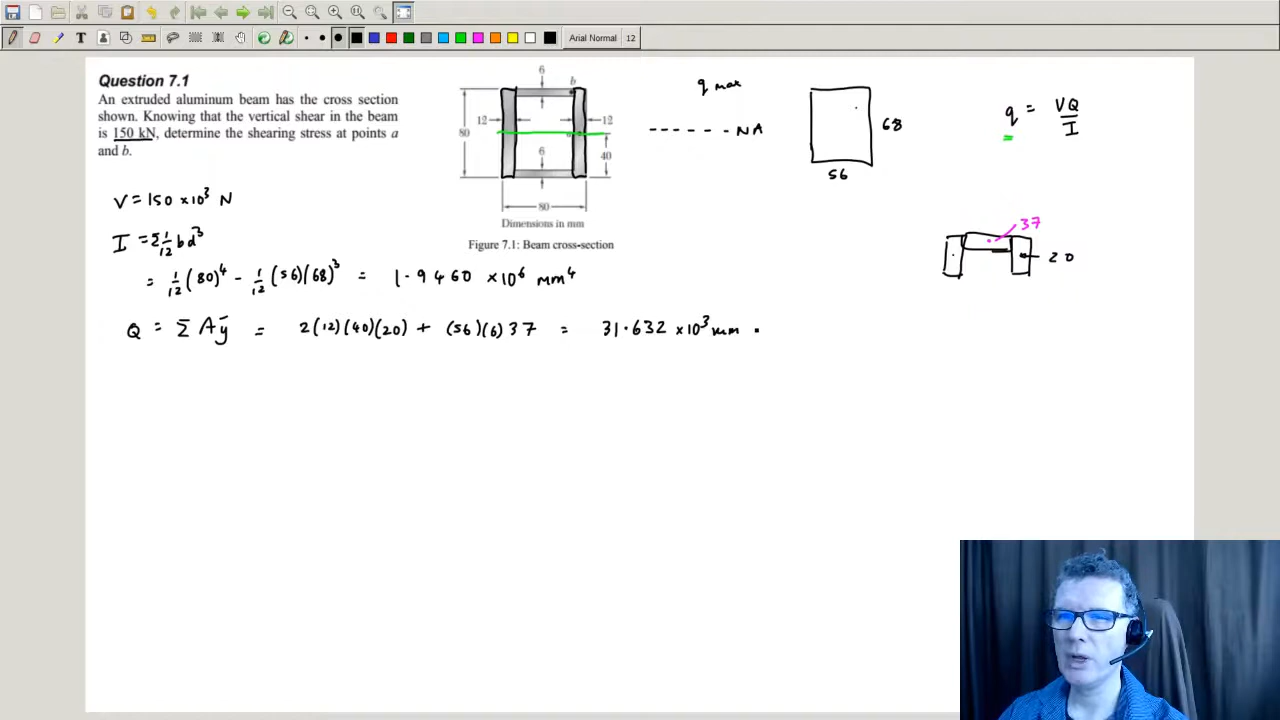 Arial Normal 12
Question 7.1
An extruded aluminum beam has the cross section
shown. Knowing that the vertical shear in the beam
is 150 kN, determine the shearing stress at points a
and b.
6
b
12
12
80
6
40
80
Dimensions in mm
Figure 7.1: Beam cross-section
q max
- - - - - - NA
68
56
q = VQ/I
37
20
V = 150 ×10³ N
I = Σ 1/12 bd³
= 1/12 (80)⁴ - 1/12 (56)(68)³ = 1.9460 ×10⁶ mm⁴
Q = Σ Aȳ = 2(12)(40)(20) + (56)(6)37 = 31.632 ×10³ mm